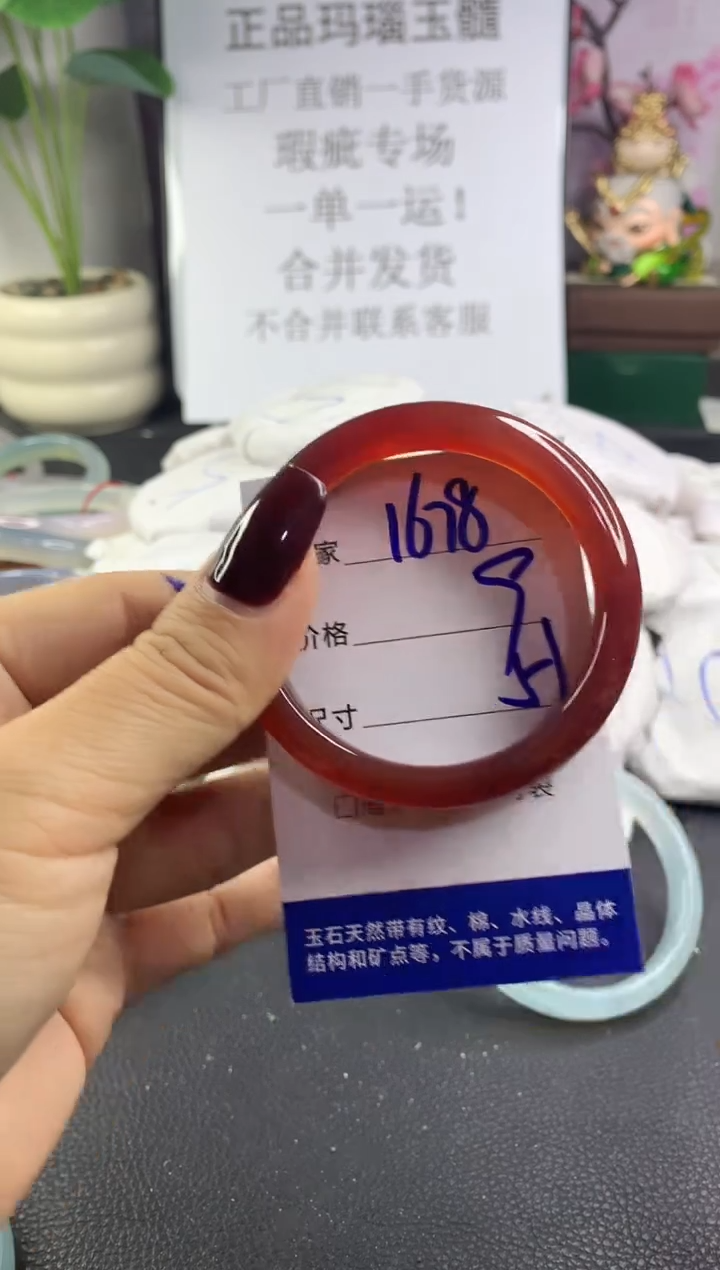 正品玛瑙玉髓
工厂直销一手货源
瑕疵专场
一单一运！
合并发货
不合并联系客服
家 1678
价格
尺寸 51
玉石天然带有纹、棉、水线、晶体
结构和矿点等，不属于质量问题。